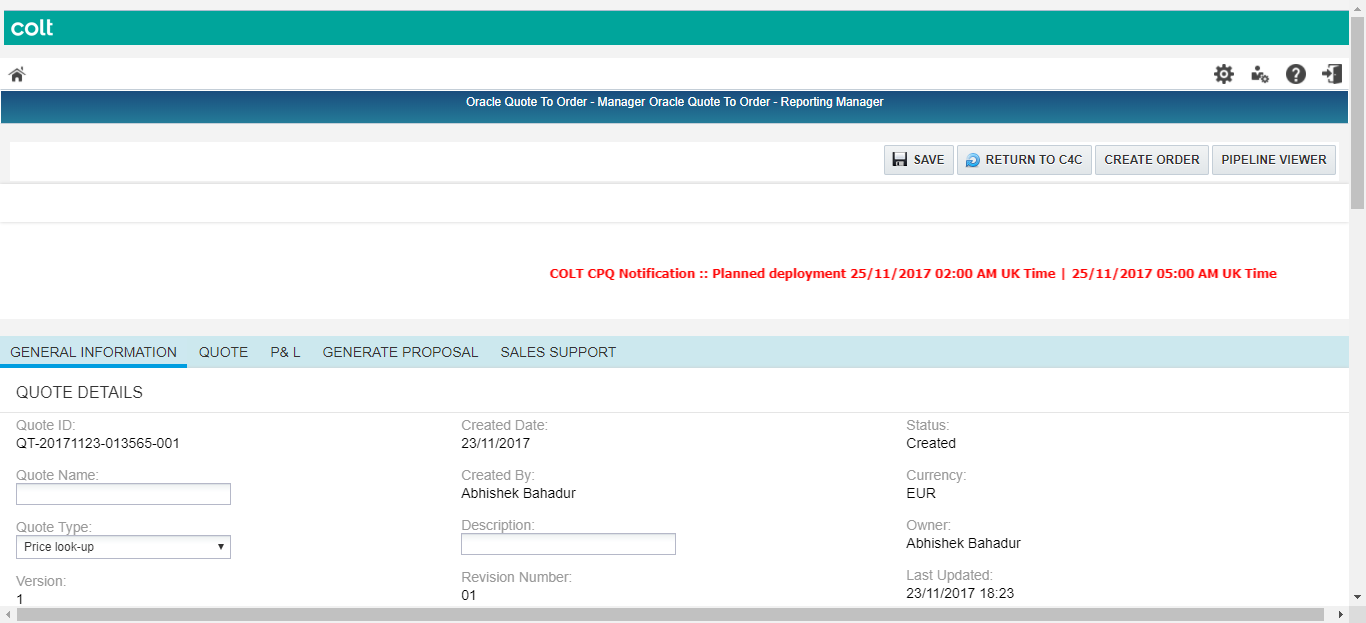 colt
Oracle Quote To Order - Manager Oracle Quote To Order - Reporting Manager
SAVE RETURN TO C4C CREATE ORDER PIPELINE VIEWER
COLT CPQ Notification :: Planned deployment 25/11/2017 02:00 AM UK Time | 25/11/2017 05:00 AM UK Time
GENERAL INFORMATION QUOTE P& L GENERATE PROPOSAL SALES SUPPORT
QUOTE DETAILS
Quote ID: Created Date: Status:
QT-20171123-013565-001 23/11/2017 Created
Quote Name: Created By: Currency:
Abhishek Bahadur EUR
Quote Type: Description: Owner:
Price look-up Abhishek Bahadur
Version: Revision Number: Last Updated:
1 01 23/11/2017 18:23